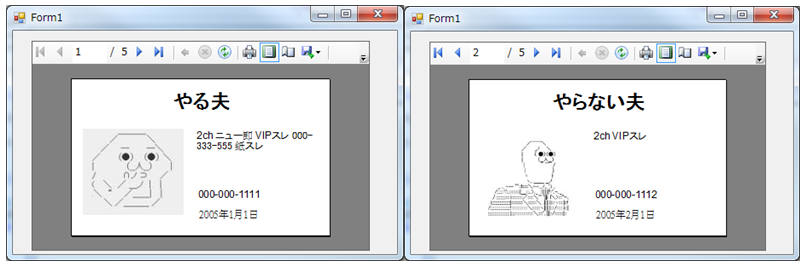 Form1
1 / 5
やる夫
2ch ニュー即 VIPスレ 000-
333-555 紙スレ
000-000-1111
2005年1月1日
Form1
2 / 5
やらない夫
2ch VIPスレ
000-000-1112
2005年2月1日